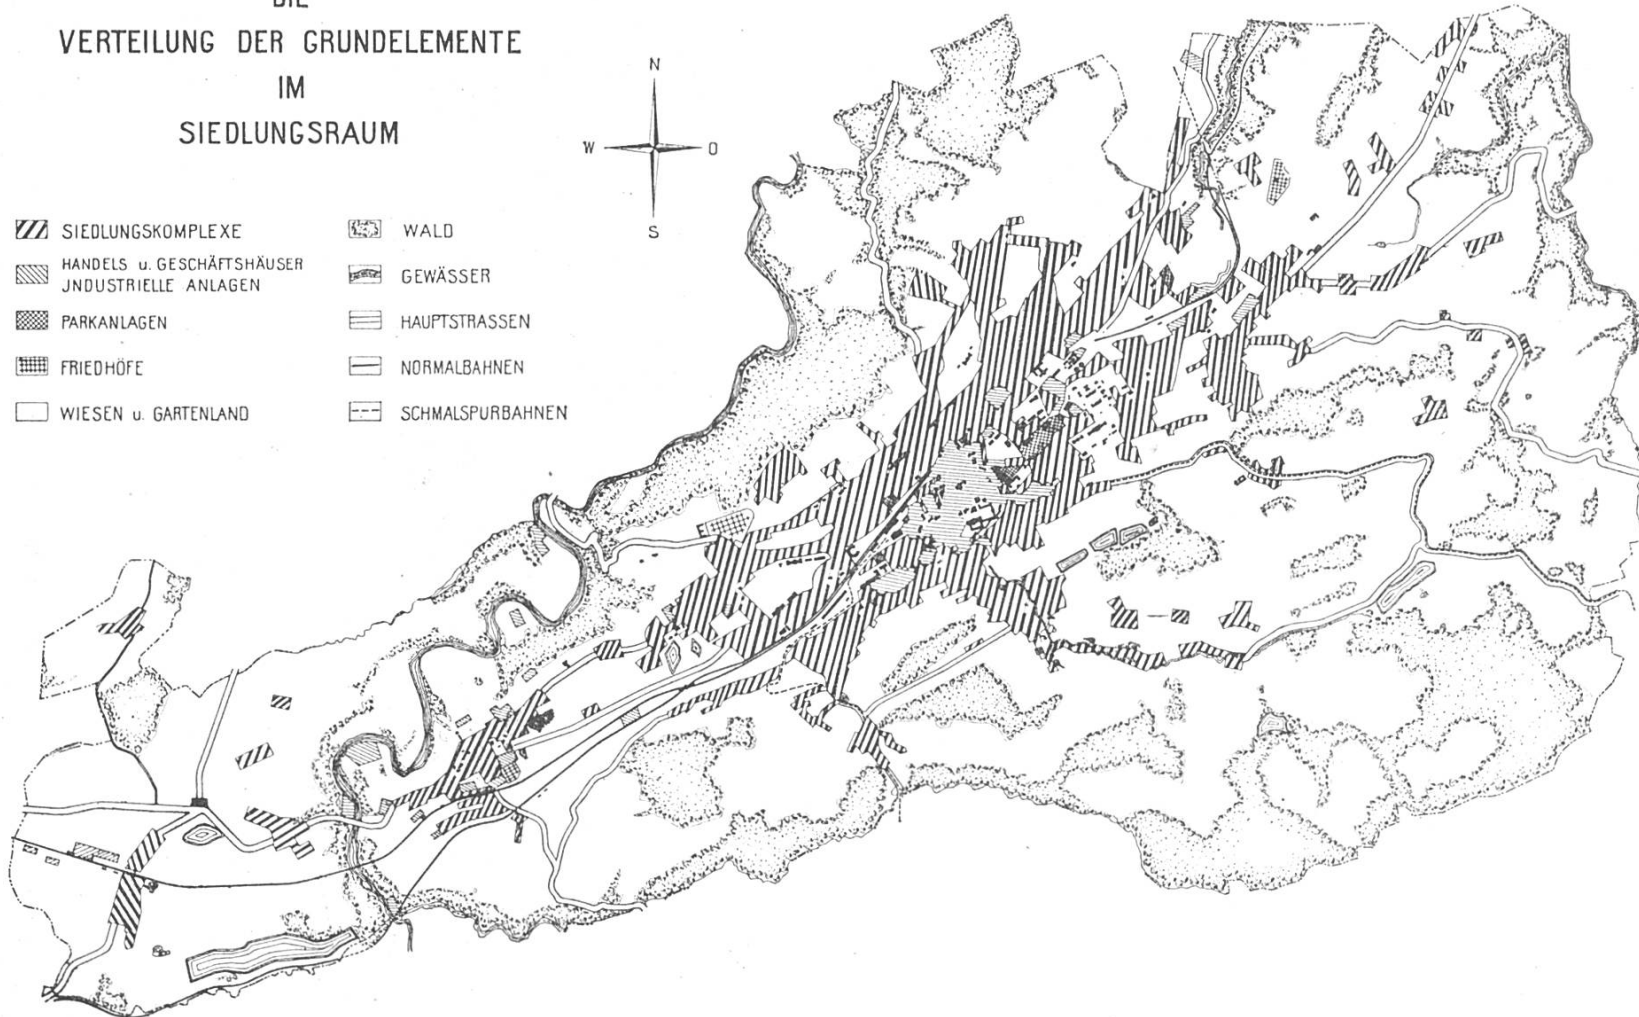 DIE
VERTEILUNG DER GRUNDELEMENTE
IM
SIEDLUNGSRAUM
N
W
O
S
SIEDLUNGSKOMPLEXE
HANDELS u. GESCHÄFTSHÄUSER
JNDUSTRIELLE ANLAGEN
PARKANLAGEN
FRIEDHÖFE
WIESEN u. GARTENLAND
WALD
GEWÄSSER
HAUPTSTRASSEN
NORMALBAHNEN
SCHMALSPURBAHNEN